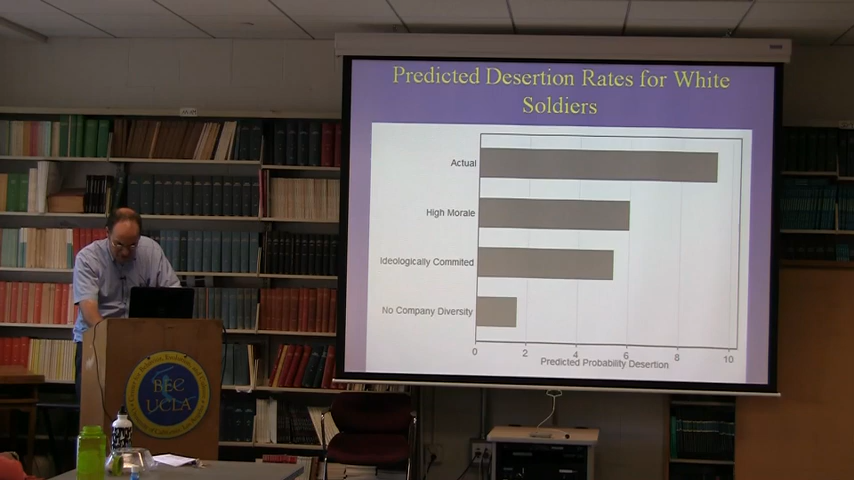 Predicted Desertion Rates for White
Soldiers
Actual
High Morale
Ideologically Commited
No Company Diversity
0 2 4 6 8 10
Predicted Probability Desertion
BEC
UCLA